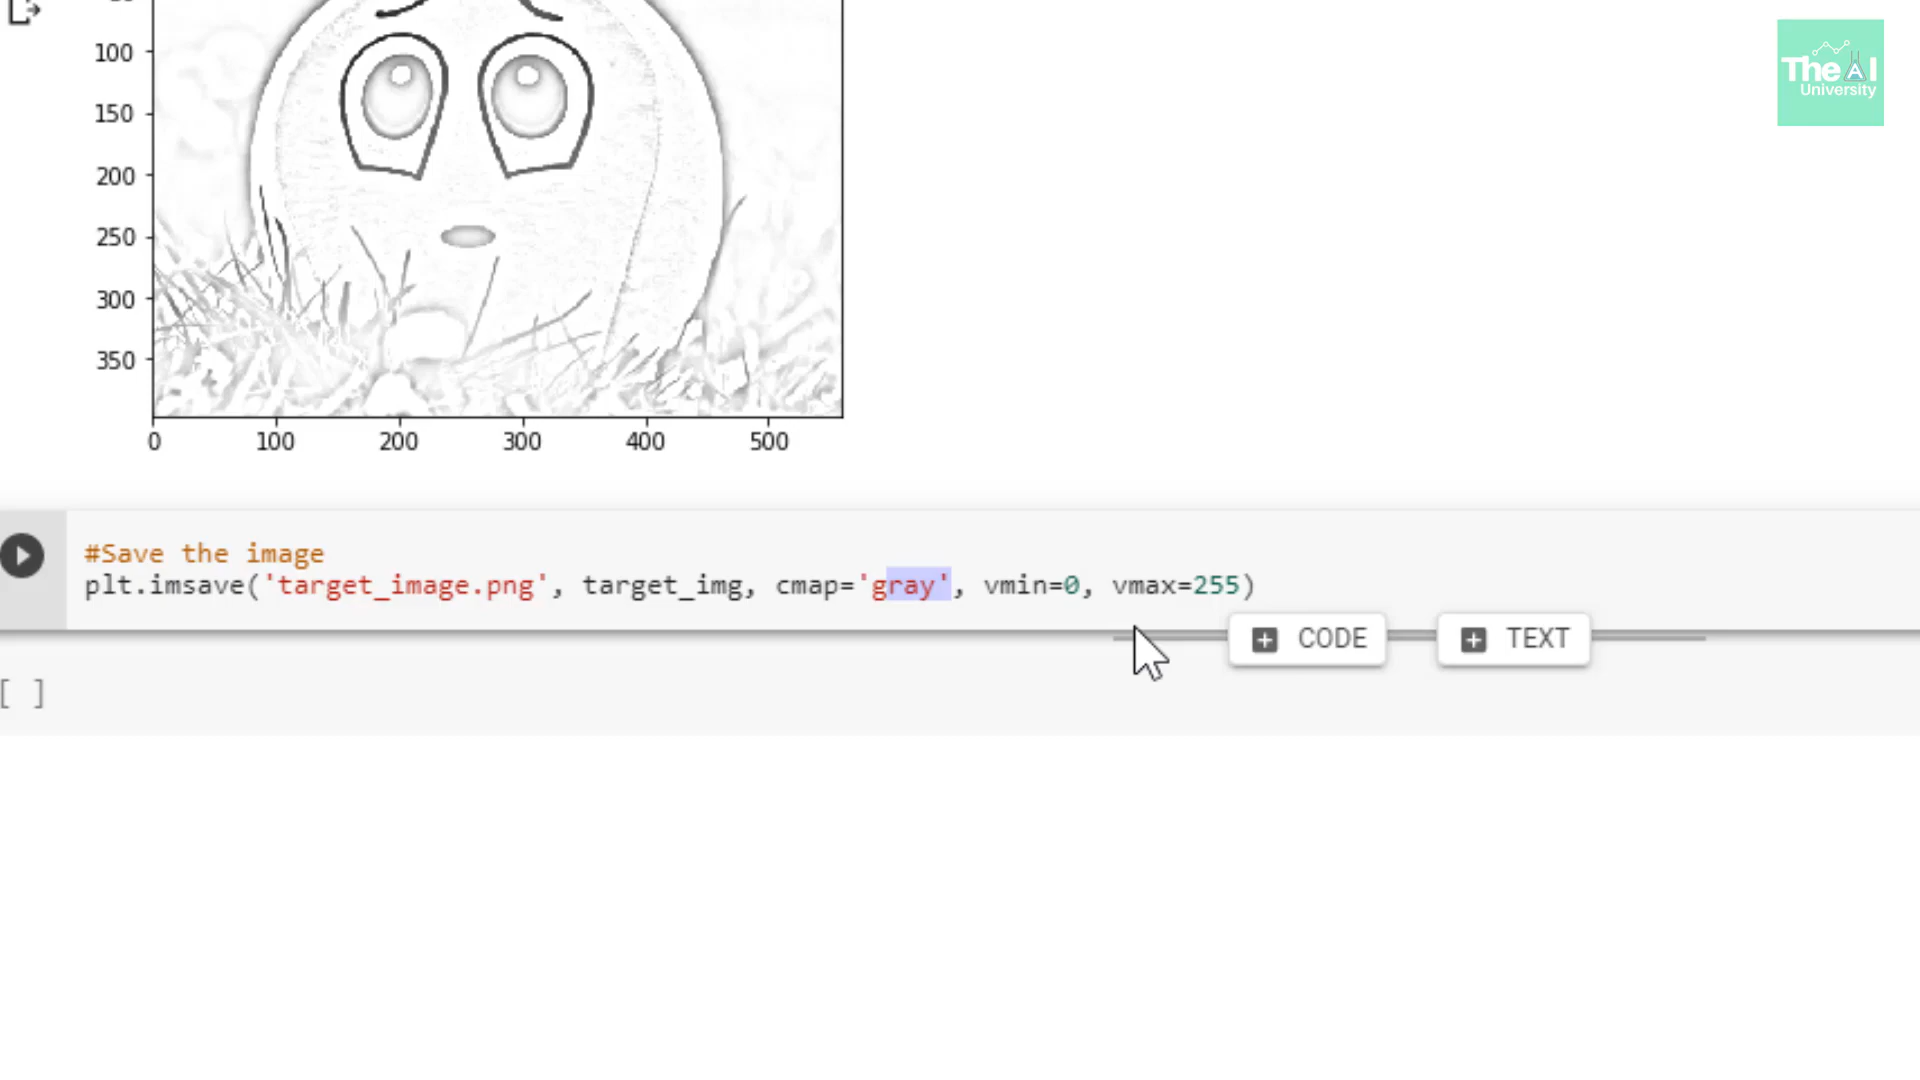 100
150
200
250
300
350
0 100 200 300 400 500
The AI
University
#Save the image
plt.imsave('target_image.png', target_img, cmap='gray', vmin=0, vmax=255)
CODE TEXT
[ ]